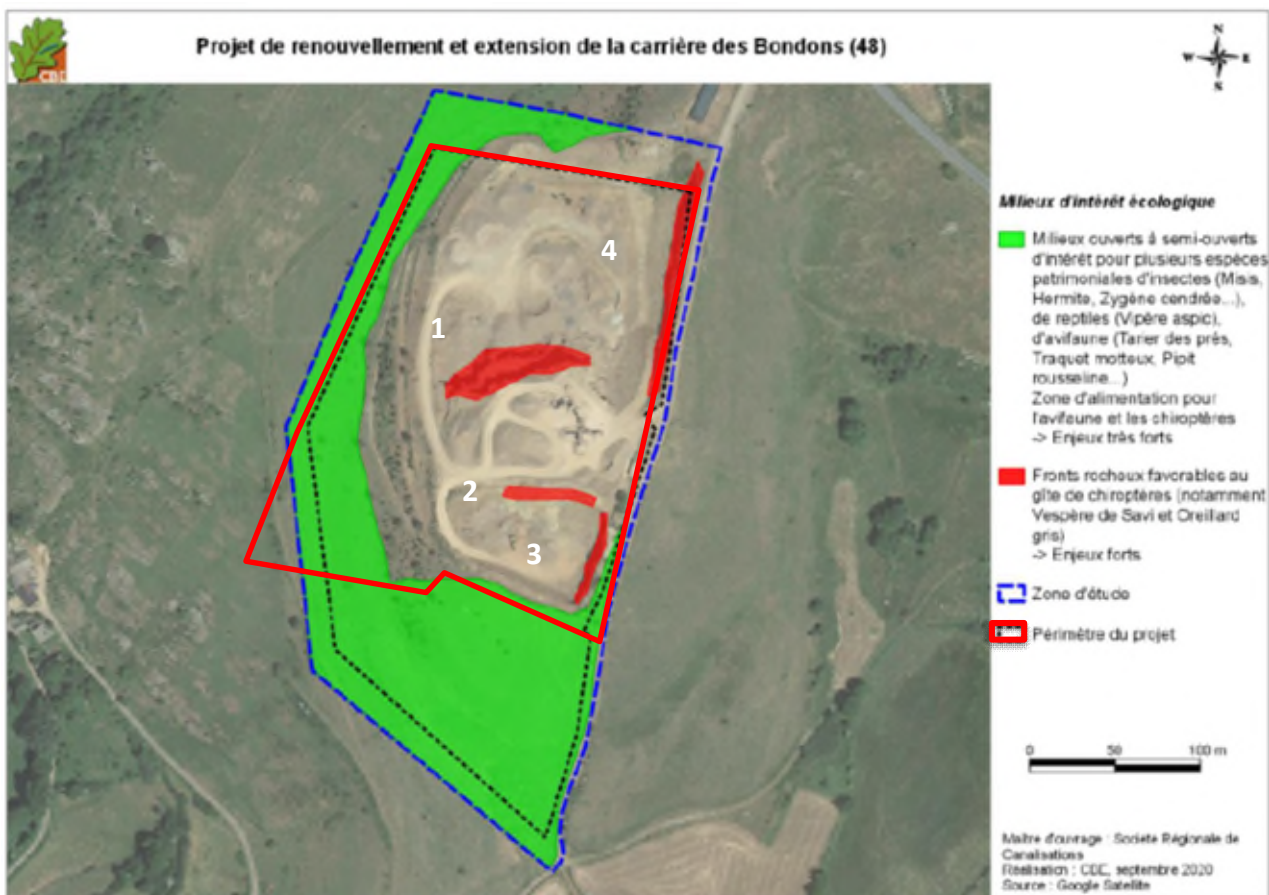 Projet de renouvellement et extension de la carrière des Bondons (48)
CBE
N
W E
S
Milieux d'intérêt écologique
Milieux ouverts à semi-ouverts
d'intérêt pour plusieurs espèces
patrimoniales d'insectes (Misis,
Hermite, Zygène cendrée...),
de reptiles (Vipère aspic),
d'avifaune (Tarier des prés,
Traquet motteux, Pipit
rousseline...)
Zone d'alimentation pour
l'avifaune et les chiroptères
-> Enjeux très forts
Fronts rocheux favorables au
gîte de chiroptères (notamment
Vespère de Savi et Oreillard
gris)
-> Enjeux forts
Zone d'étude
Périmètre du projet
0 50 100 m
Maître d'ouvrage : Société Régionale de
Canalisations
Réalisation : CBE, septembre 2020
Source : Google Satellite
4
1
2
3